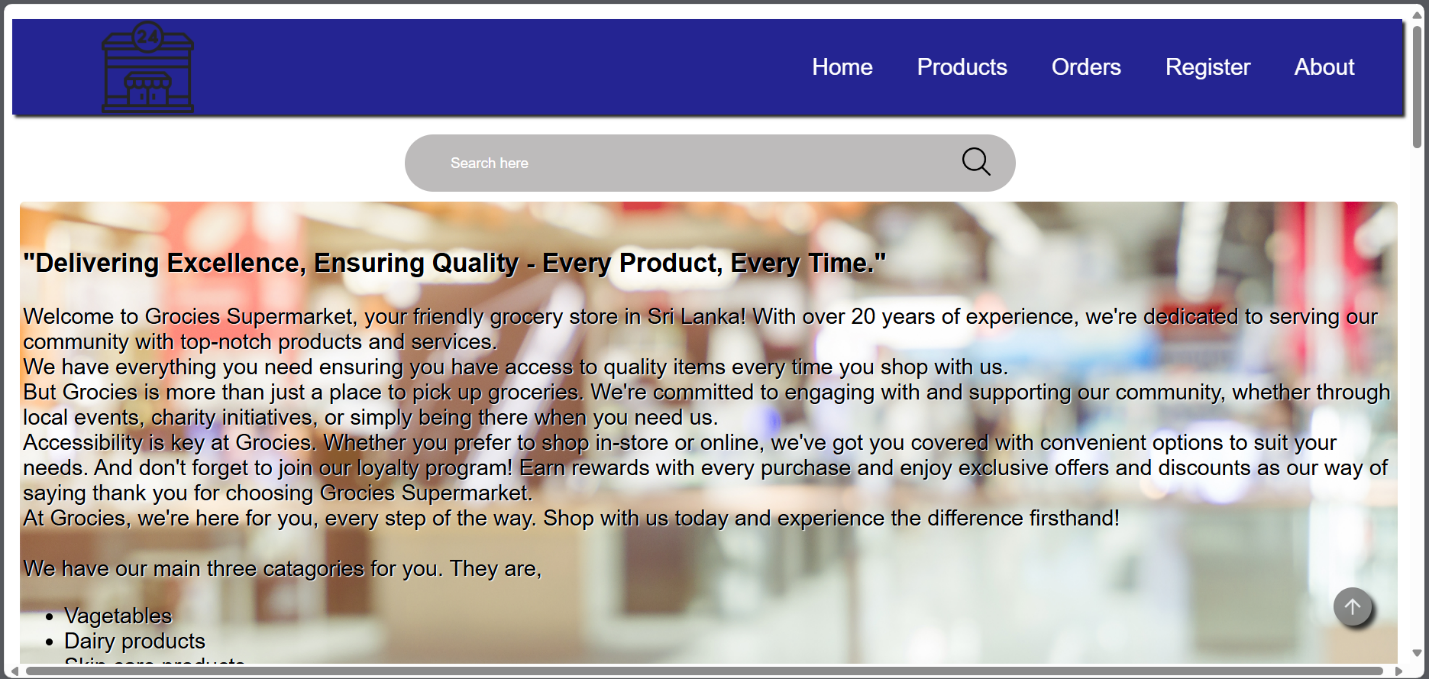 24
Home Products Orders Register About
Search here
"Delivering Excellence, Ensuring Quality - Every Product, Every Time."
Welcome to Grocies Supermarket, your friendly grocery store in Sri Lanka! With over 20 years of experience, we're dedicated to serving our
community with top-notch products and services.
We have everything you need ensuring you have access to quality items every time you shop with us.
But Grocies is more than just a place to pick up groceries. We're committed to engaging with and supporting our community, whether through
local events, charity initiatives, or simply being there when you need us.
Accessibility is key at Grocies. Whether you prefer to shop in-store or online, we've got you covered with convenient options to suit your
needs. And don't forget to join our loyalty program! Earn rewards with every purchase and enjoy exclusive offers and discounts as our way of
saying thank you for choosing Grocies Supermarket.
At Grocies, we're here for you, every step of the way. Shop with us today and experience the difference firsthand!
We have our main three catagories for you. They are,
• Vagetables
• Dairy products
• Skin care products